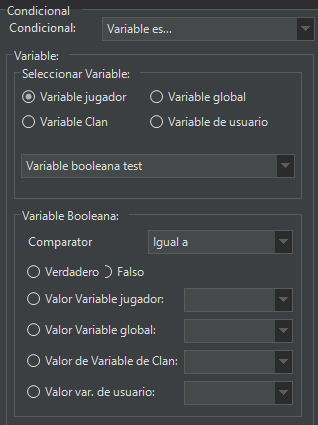 Condicional
Condicional: Variable es...
Variable:
Seleccionar Variable:
Variable jugador Variable global
Variable Clan Variable de usuario
Variable booleana test
Variable Booleana:
Comparator Igual a
Verdadero Falso
Valor Variable jugador:
Valor Variable global:
Valor de Variable de Clan:
Valor var. de usuario: